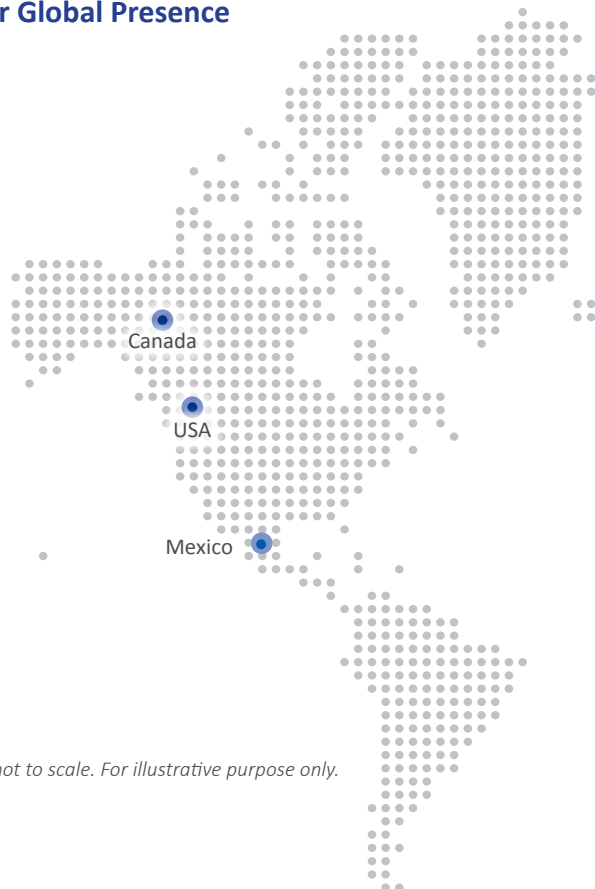 r Global Presence
Canada
USA
Mexico
not to scale. For illustrative purpose only.